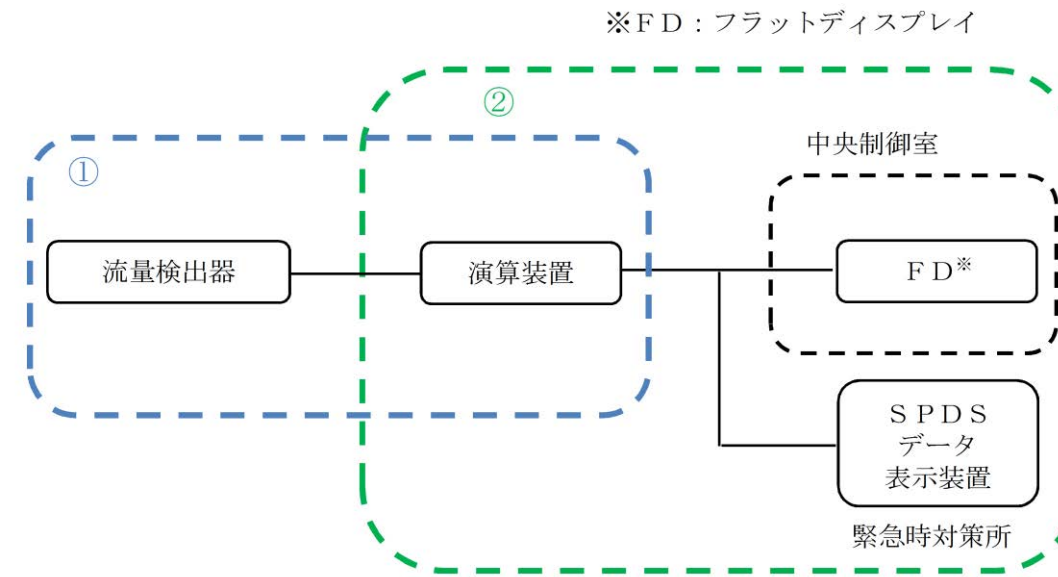 ※ＦＤ：フラットディスプレイ
②
中央制御室
①
流量検出器
演算装置
ＦＤ※
ＳＰＤＳ
データ
表示装置
緊急時対策所